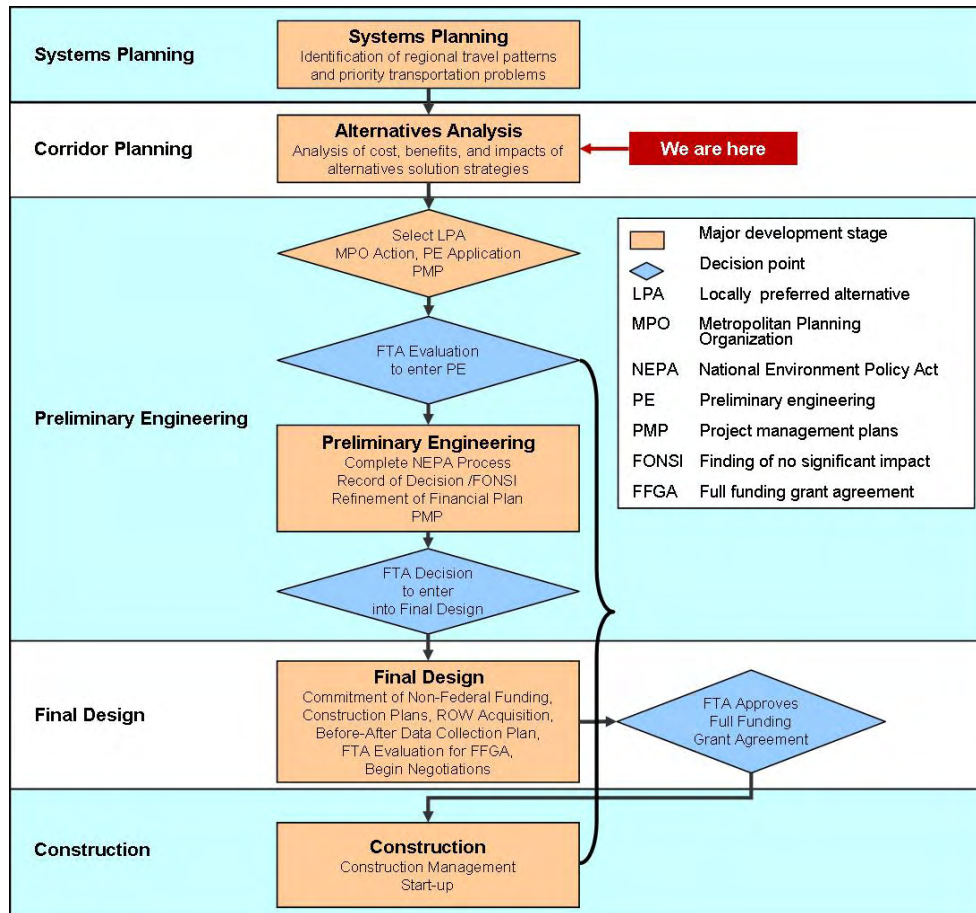 Systems Planning
Systems Planning
Identification of regional travel patterns
and priority transportation problems
Corridor Planning
Alternatives Analysis
Analysis of cost, benefits, and impacts of
alternatives solution strategies
We are here
Preliminary Engineering
Select LPA
MPO Action, PE Application
PMP
FTA Evaluation
to enter PE
Preliminary Engineering
Complete NEPA Process
Record of Decision /FONSI
Refinement of Financial Plan
PMP
FTA Decision
to enter
into Final Design
Major development stage
Decision point
LPA Locally preferred alternative
MPO Metropolitan Planning
Organization
NEPA National Environment Policy Act
PE Preliminary engineering
PMP Project management plans
FONSI Finding of no significant impact
FFGA Full funding grant agreement
Final Design
Final Design
Commitment of Non-Federal Funding,
Construction Plans, ROW Acquisition,
Before-After Data Collection Plan,
FTA Evaluation for FFGA,
Begin Negotiations
FTA Approves
Full Funding
Grant Agreement
Construction
Construction
Construction Management
Start-up